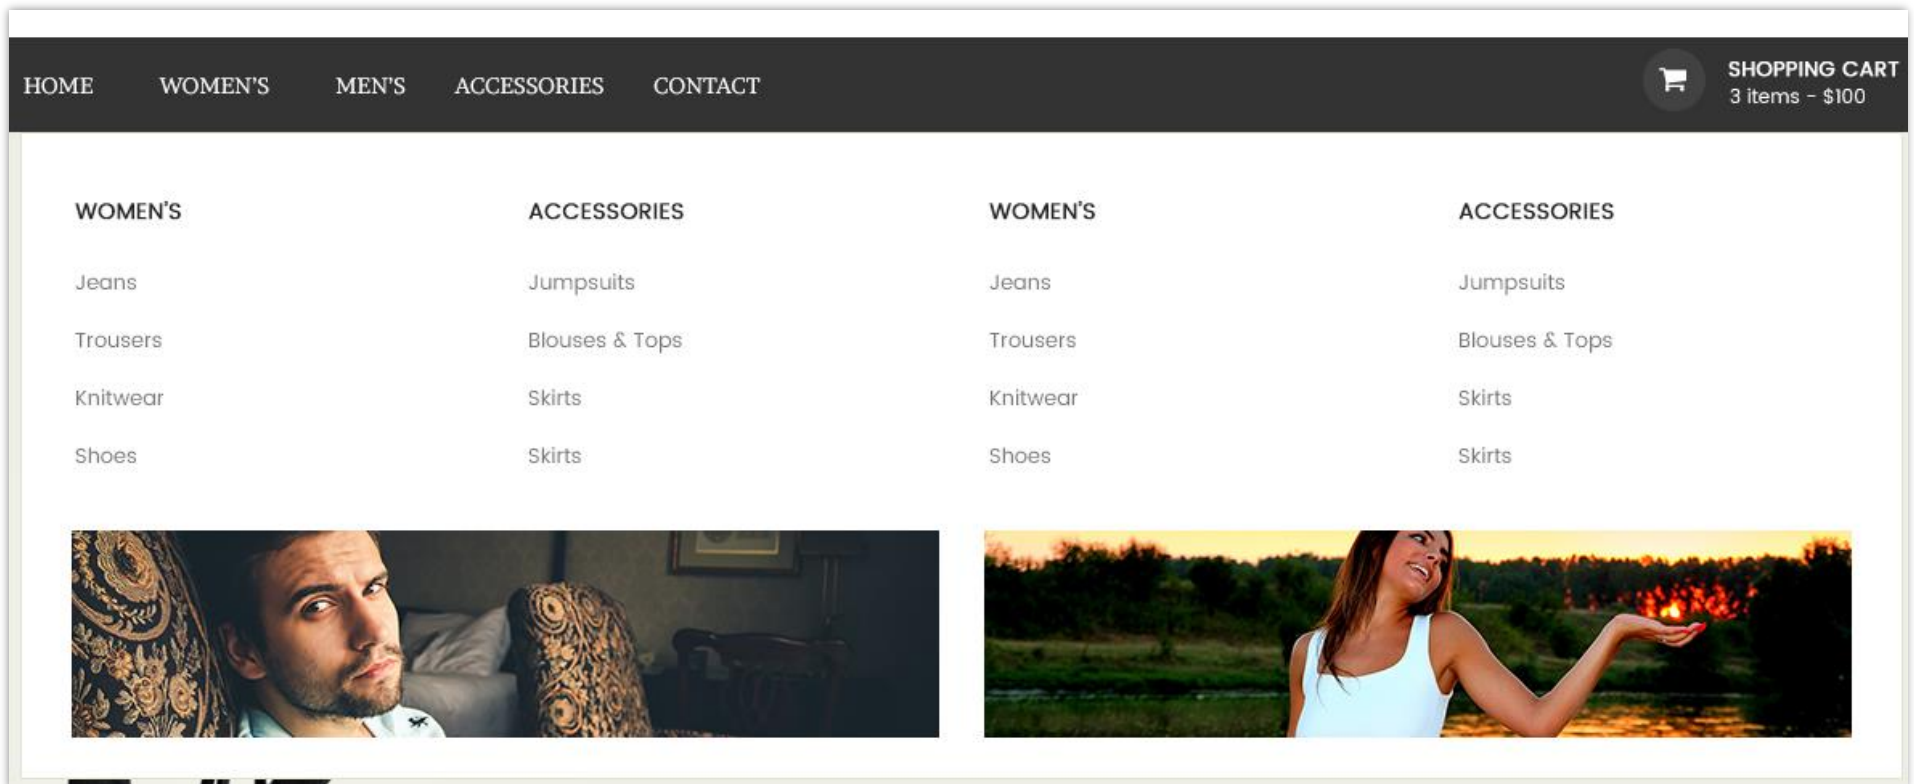 HOME WOMEN'S MEN'S ACCESSORIES CONTACT
SHOPPING CART
3 items - $100
WOMEN'S
Jeans
Trousers
Knitwear
Shoes
ACCESSORIES
Jumpsuits
Blouses & Tops
Skirts
Skirts
WOMEN'S
Jeans
Trousers
Knitwear
Shoes
ACCESSORIES
Jumpsuits
Blouses & Tops
Skirts
Skirts